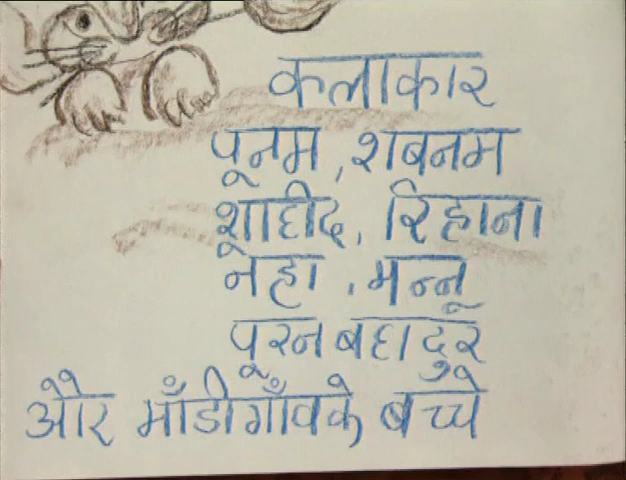 कलाकार
पूनम, शबनम
शाहीद, रिहाना
नेहा, मन्नू
पूरन बहादुर
और माँडी गाँव के बच्चे